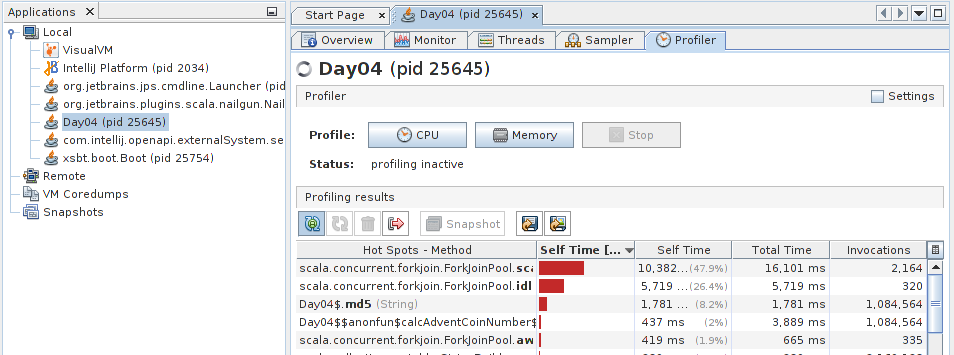 Applications
Local
VisualVM
IntelliJ Platform (pid 2034)
org.jetbrains.jps.cmdline.Launcher (pid
org.jetbrains.plugins.scala.nailgun.Nail
Day04 (pid 25645)
com.intellij.openapi.externalSystem.se
xsbt.boot.Boot (pid 25754)
Remote
VM Coredumps
Snapshots
Start Page Day04 (pid 25645)
Overview Monitor Threads Sampler Profiler
Day04 (pid 25645)
Profiler Settings
Profile: CPU Memory Stop
Status: profiling inactive
Profiling results
Snapshot
Hot Spots - Method Self Time [... Self Time Total Time Invocations
scala.concurrent.forkjoin.ForkJoinPool.sca 10,382... (47.9%) 16,101 ms 2,164
scala.concurrent.forkjoin.ForkJoinPool.idl 5,719 ... (26.4%) 5,719 ms 320
Day04$.md5 (String) 1,781 ... (8.2%) 1,781 ms 1,084,564
Day04$$anonfun$calcAdventCoinNumber$ 437 ms (2%) 3,889 ms 1,084,564
scala.concurrent.forkjoin.ForkJoinPool.aw 419 ms (1.9%) 665 ms 335